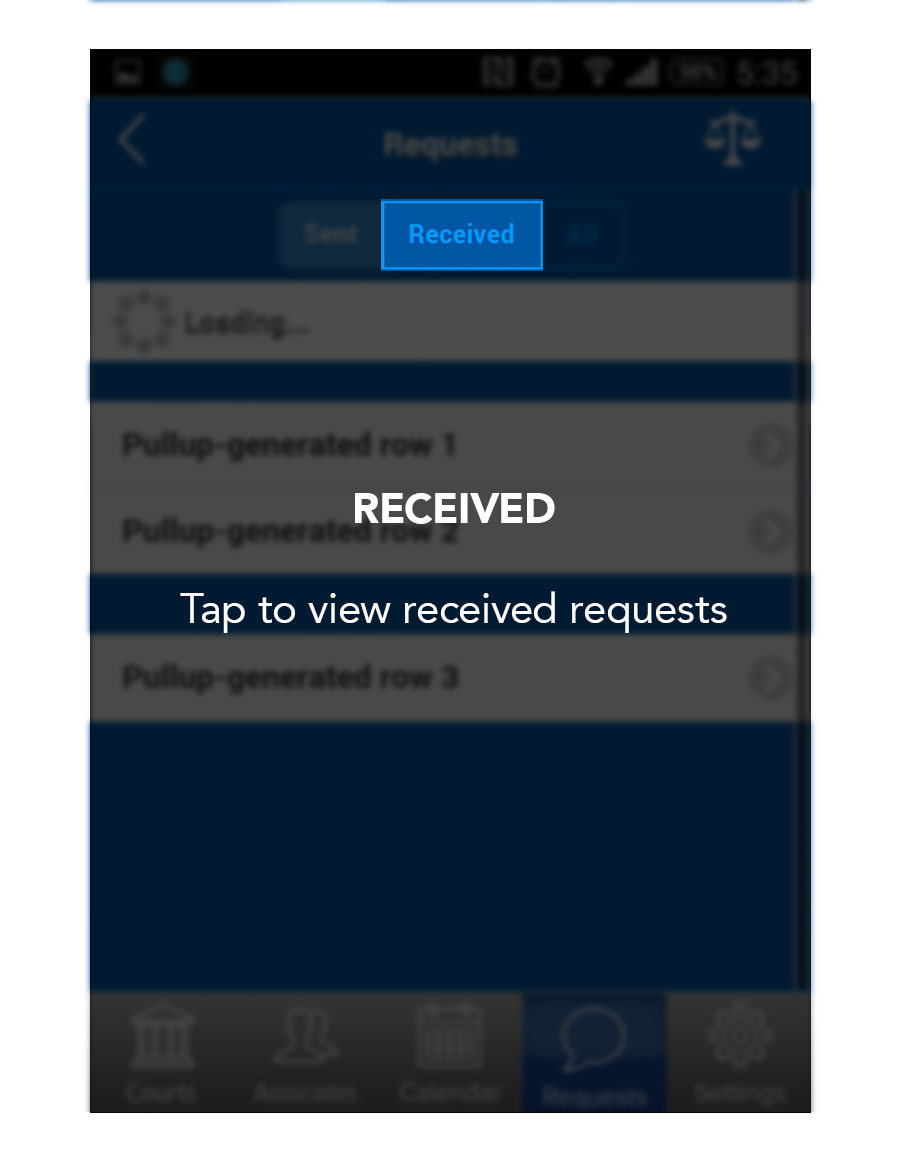 98% 5:35
Requests
Sent Received All
Loading...
Pullup-generated row 1
RECEIVED
Pullup-generated row 2
Tap to view received requests
Pullup-generated row 3
Courts Associates Calendar Requests Settings